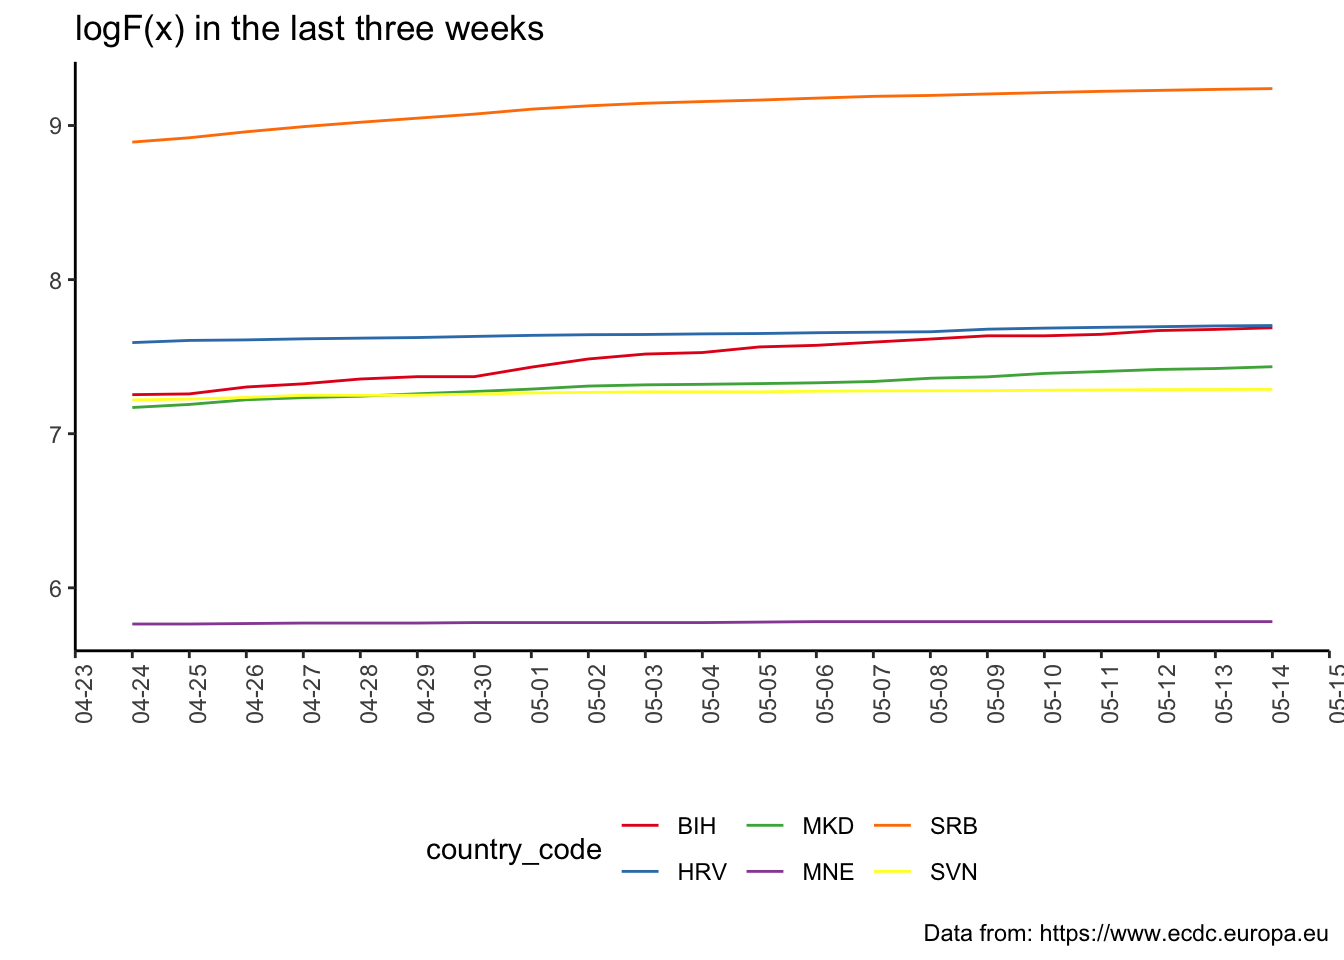 logF(x) in the last three weeks
9
8
7
6
04-23 04-24 04-25 04-26 04-27 04-28 04-29 04-30 05-01 05-02 05-03 05-04 05-05 05-06 05-07 05-08 05-09 05-10 05-11 05-12 05-13 05-14 05-15
country_code
BIH MKD SRB
HRV MNE SVN
Data from: https://www.ecdc.europa.eu